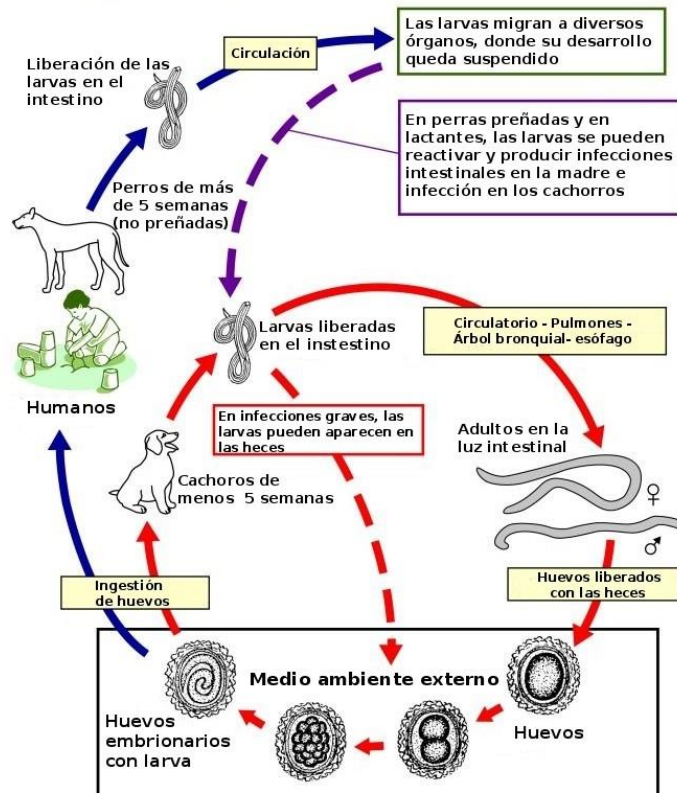 Las larvas migran a diversos
órganos, donde su desarrollo
queda suspendido
Circulación
Liberación de las
larvas en el
intestino
En perras preñadas y en
lactantes, las larvas se pueden
reactivar y producir infecciones
intestinales en la madre e
infección en los cachorros
Perros de más
de 5 semanas
(no preñadas)
Larvas liberadas
en el instestino
Circulatorio - Pulmones -
Árbol bronquial- esófago
Humanos
En infecciones graves, las
larvas pueden aparecen en
las heces
Adultos en la
luz intestinal
♀
♂
Cachoros de
menos 5 semanas
Ingestión
de huevos
Huevos liberados
con las heces
Medio ambiente externo
Huevos
embrionarios
con larva
Huevos